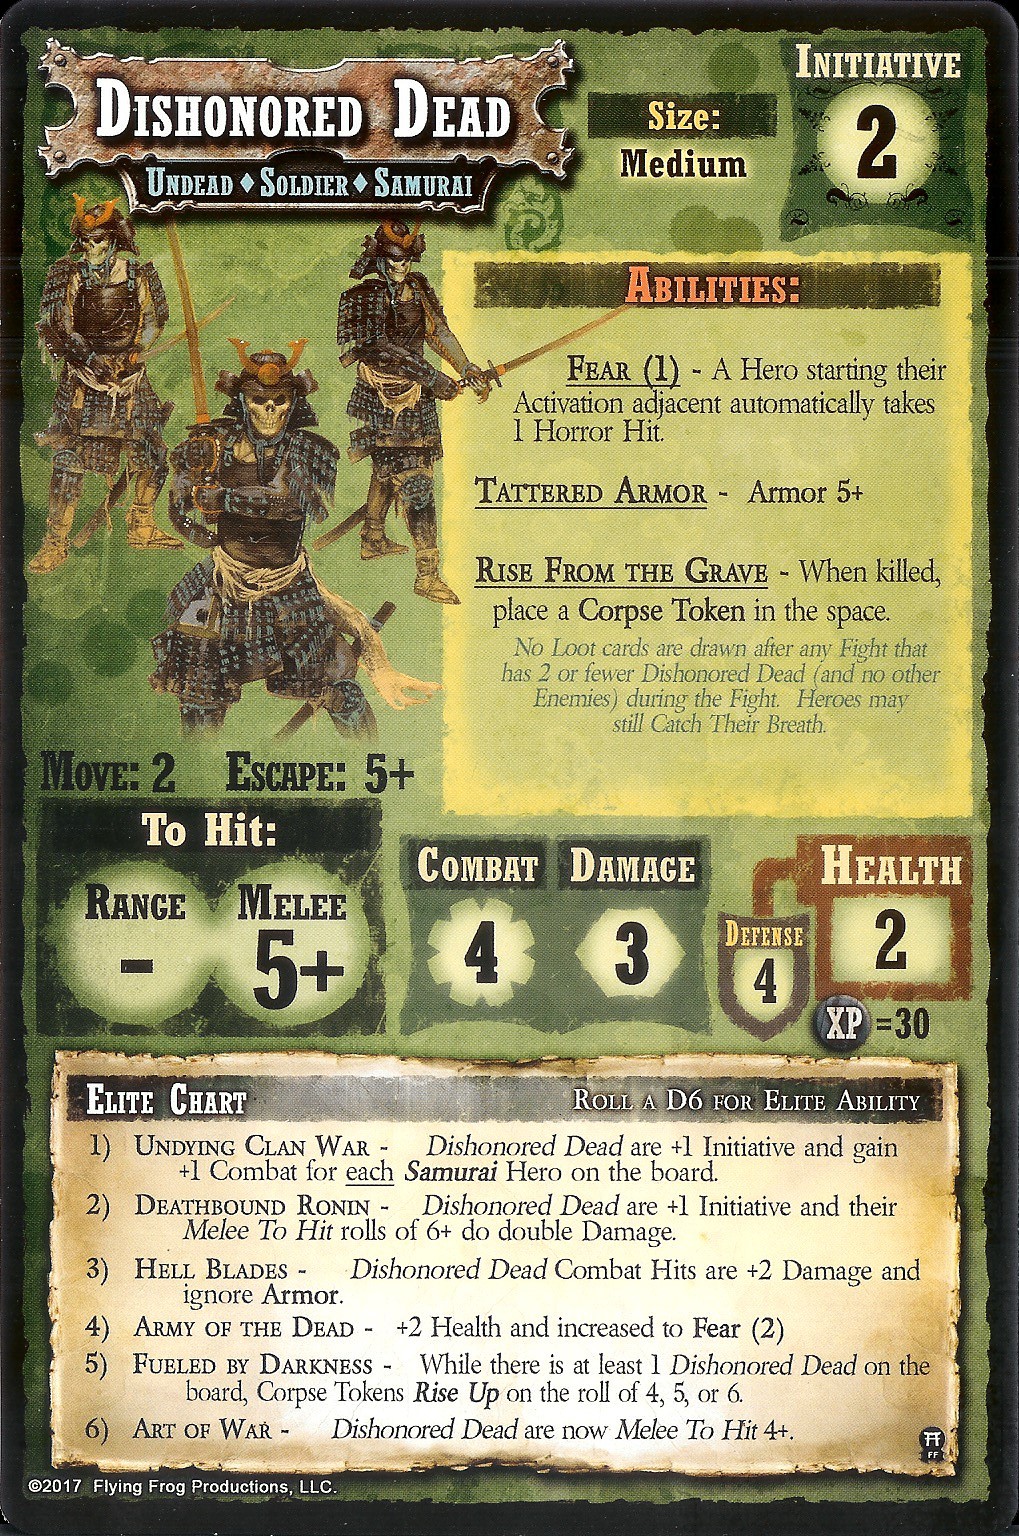 Dishonored Dead
Undead ♦ Soldier ♦ Samurai
Size:
Medium
Initiative
2
Abilities:
Fear (1) - A Hero starting their
Activation adjacent automatically takes
1 Horror Hit.
Tattered Armor - Armor 5+
Rise From the Grave - When killed,
place a Corpse Token in the space.
No Loot cards are drawn after any Fight that
has 2 or fewer Dishonored Dead (and no other
Enemies) during the Fight. Heroes may
still Catch Their Breath.
Move: 2 Escape: 5+
To Hit:
Range Melee
- 5+
Combat
4
Damage
3
Defense
4
Health
2
XP =30
Elite Chart Roll a D6 for Elite Ability
1) Undying Clan War - Dishonored Dead are +1 Initiative and gain
+1 Combat for each Samurai Hero on the board.
2) Deathbound Ronin - Dishonored Dead are +1 Initiative and their
Melee To Hit rolls of 6+ do double Damage.
3) Hell Blades - Dishonored Dead Combat Hits are +2 Damage and
ignore Armor.
4) Army of the Dead - +2 Health and increased to Fear (2)
5) Fueled by Darkness - While there is at least 1 Dishonored Dead on the
board, Corpse Tokens Rise Up on the roll of 4, 5, or 6.
6) Art of War - Dishonored Dead are now Melee To Hit 4+.
FF
©2017 Flying Frog Productions, LLC.